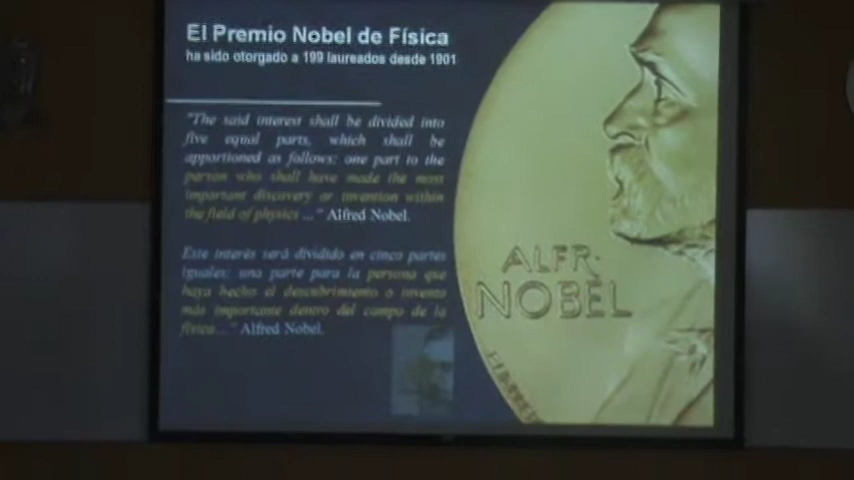 El Premio Nobel de Física
ha sido otorgado a 199 laureados desde 1901
"The said interest shall be divided into
five equal parts, which shall be
apportioned as follows: one part to the
person who shall have made the most
important discovery or invention within
the field of physics ..." Alfred Nobel.
Este interés será dividido en cinco partes
iguales: una parte para la persona que
haya hecho el descubrimiento o invento
más importante dentro del campo de la
física..." Alfred Nobel.
ALFR·
NOBEL